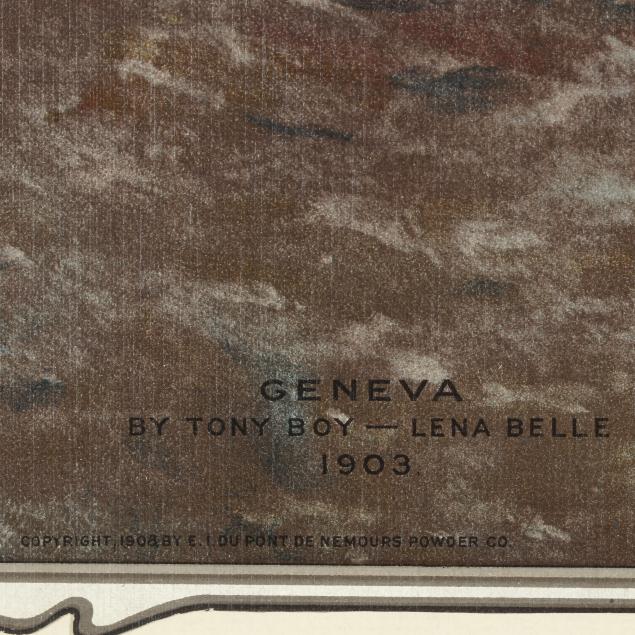 GENEVA
BY TONY BOY — LENA BELLE
1903.
COPYRIGHT, 1908 BY E. I. DU PONT DE NEMOURS POWDER CO.